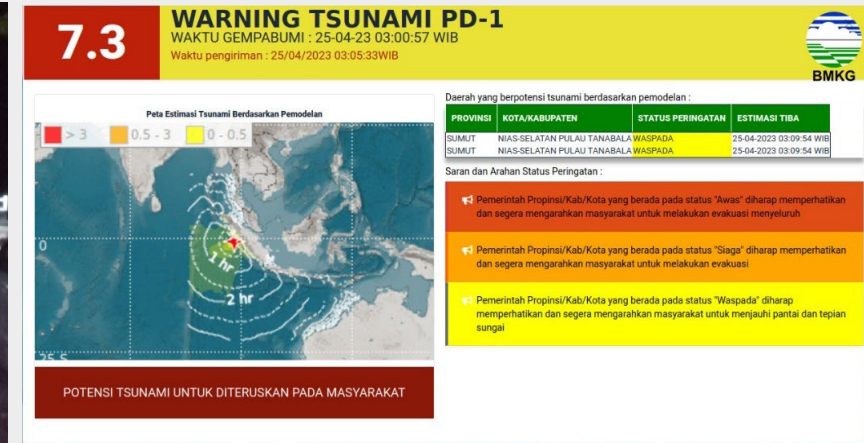 7.3
WARNING TSUNAMI PD-1
WAKTU GEMPABUMI : 25-04-23 03:00:57 WIB
Waktu pengiriman : 25/04/2023 03:05:33WIB
BMKG
Peta Estimasi Tsunami Berdasarkan Pemodelan
> 3 0.5 - 3 0 - 0.5
0
1 hr
2 hr
25.5
POTENSI TSUNAMI UNTUK DITERUSKAN PADA MASYARAKAT
Daerah yang berpotensi tsunami berdasarkan pemodelan :
PROVINSI KOTA/KABUPATEN STATUS PERINGATAN ESTIMASI TIBA
SUMUT NIAS-SELATAN PULAU TANABALA WASPADA 25-04-2023 03:09:54 WIB
SUMUT NIAS-SELATAN PULAU TANABALA WASPADA 25-04-2023 03:09:54 WIB
Saran dan Arahan Status Peringatan :
Pemerintah Propinsi/Kab/Kota yang berada pada status "Awas" diharap memperhatikan
dan segera mengarahkan masyarakat untuk melakukan evakuasi menyeluruh
Pemerintah Propinsi/Kab/Kota yang berada pada status "Siaga" diharap memperhatikan
dan segera mengarahkan masyarakat untuk melakukan evakuasi
Pemerintah Propinsi/Kab/Kota yang berada pada status "Waspada" diharap
memperhatikan dan segera mengarahkan masyarakat untuk menjauhi pantai dan tepian
sungai